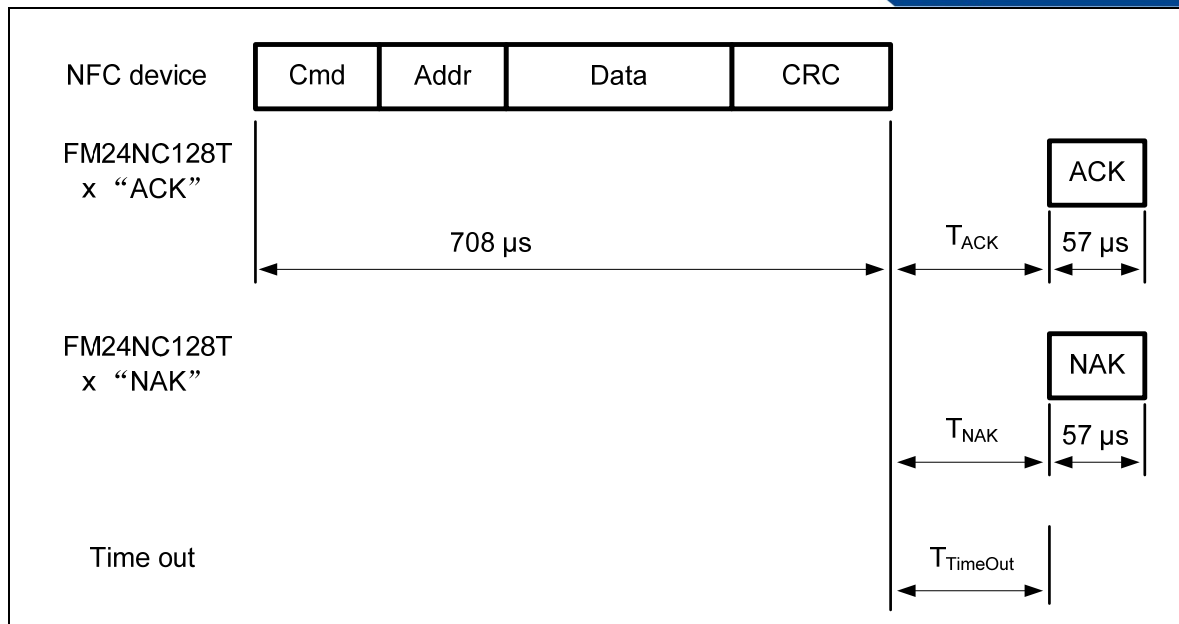 NFC device
Cmd
Addr
Data
CRC
FM24NC128T
x “ACK”
ACK
708 µs
TACK
57 µs
FM24NC128T
x “NAK”
NAK
TNAK
57 µs
Time out
TTimeOut